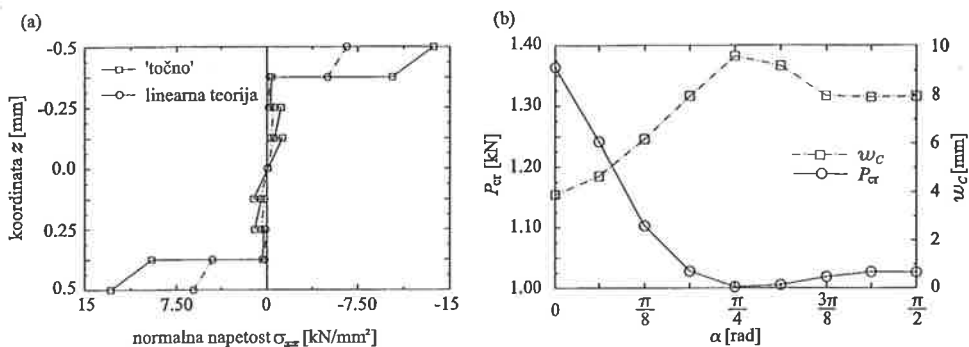 (a)
-0.5
-0.25
0.0
0.25
0.5
koordinata z [mm]
'točno'
linearna teorija
15 7.50 0 -7.50 -15
normalna napetost σxx [kN/mm²]
(b)
1.40
1.30
1.20
1.10
1,00
Pcr [kN]
10
8
6
4
2
0
wC [mm]
wC
Pcr
0 π/8 π/4 3π/8 π/2
α [rad]